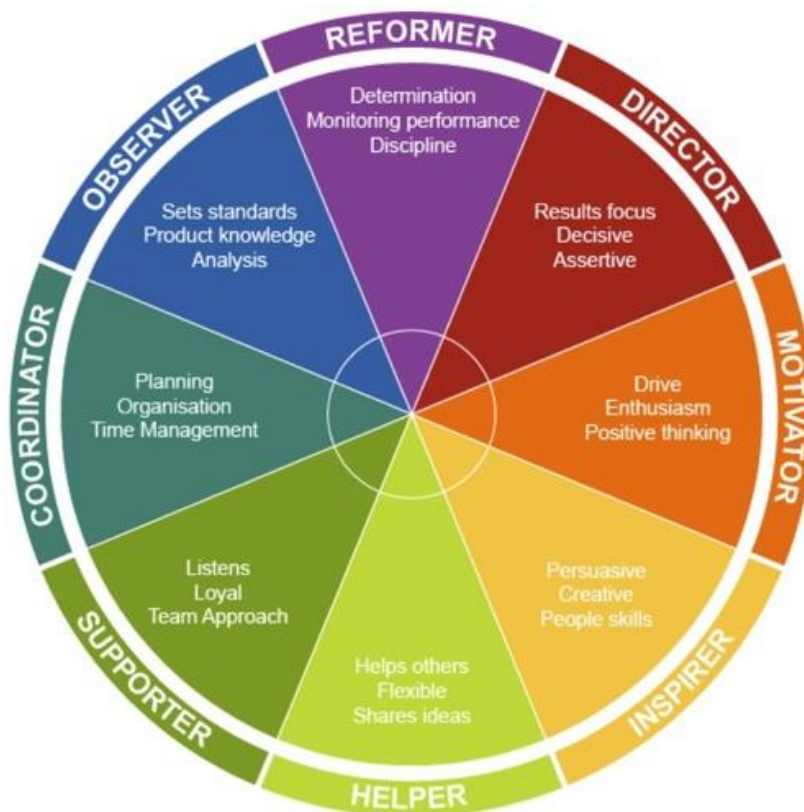 REFORMER
Determination
Monitoring performance
Discipline
DIRECTOR
Results focus
Decisive
Assertive
MOTIVATOR
Drive
Enthusiasm
Positive thinking
INSPIRER
Persuasive
Creative
People skills
HELPER
Helps others
Flexible
Shares ideas
SUPPORTER
Listens
Loyal
Team Approach
COORDINATOR
Planning
Organisation
Time Management
OBSERVER
Sets standards
Product knowledge
Analysis